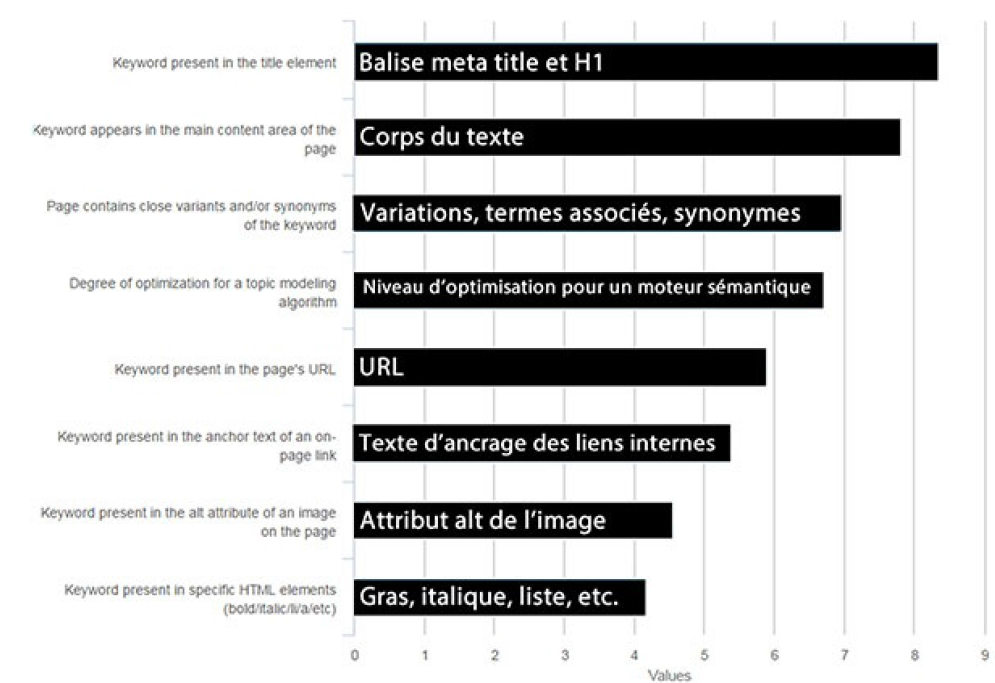 Keyword present in the title element
Balise meta title et H1
Keyword appears in the main content area of the
page
Corps du texte
Page contains close variants and/or synonyms
of the keyword
Variations, termes associés, synonymes
Degree of optimization for a topic modeling
algorithm
Niveau d'optimisation pour un moteur sémantique
Keyword present in the page's URL
URL
Keyword present in the anchor text of an on-
page link
Texte d'ancrage des liens internes
Keyword present in the alt attribute of an image
on the page
Attribut alt de l'image
Keyword present in specific HTML elements
(bold/italic/li/a/etc)
Gras, italique, liste, etc.
0 1 2 3 4 5 6 7 8 9
Values